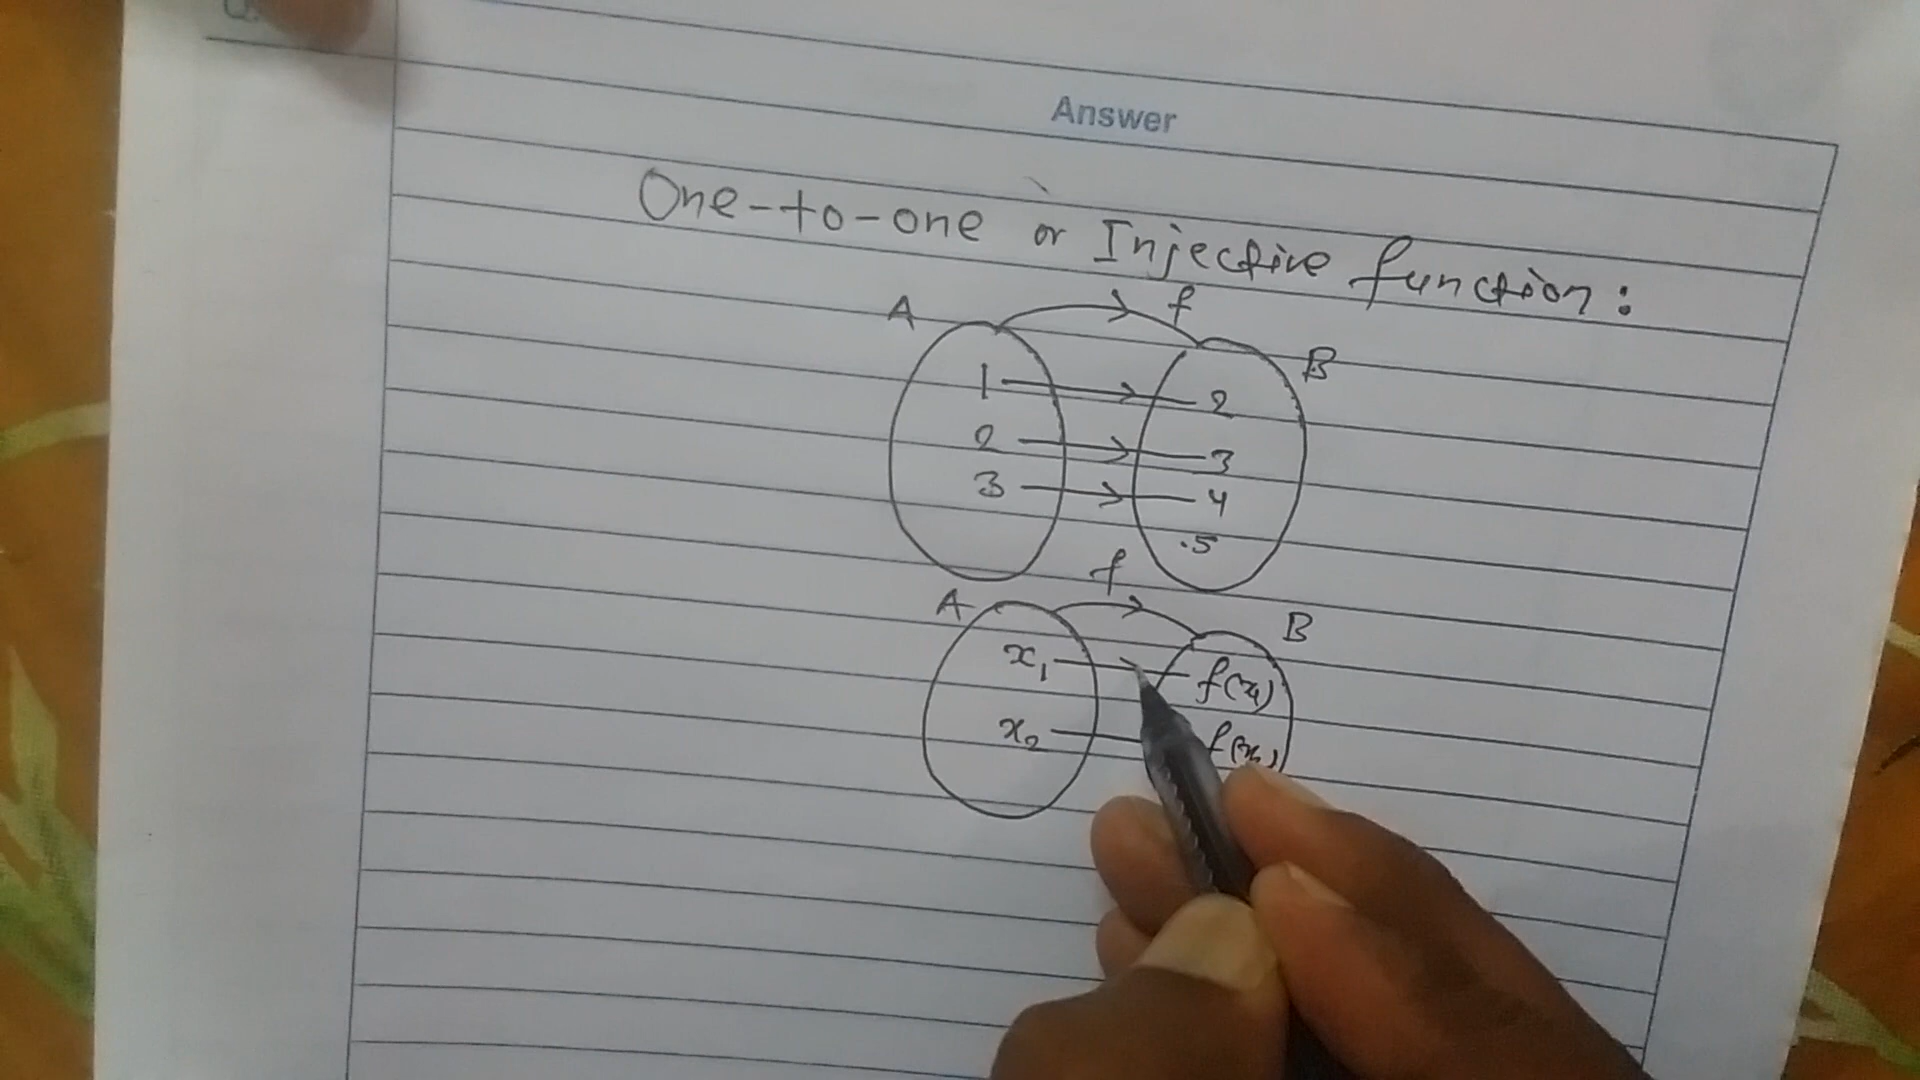 Answer
One-to-one or Injective function:
A f B
1 2
2 3
3 4
.5
f
A B
x₁ f(x₁)
x₂